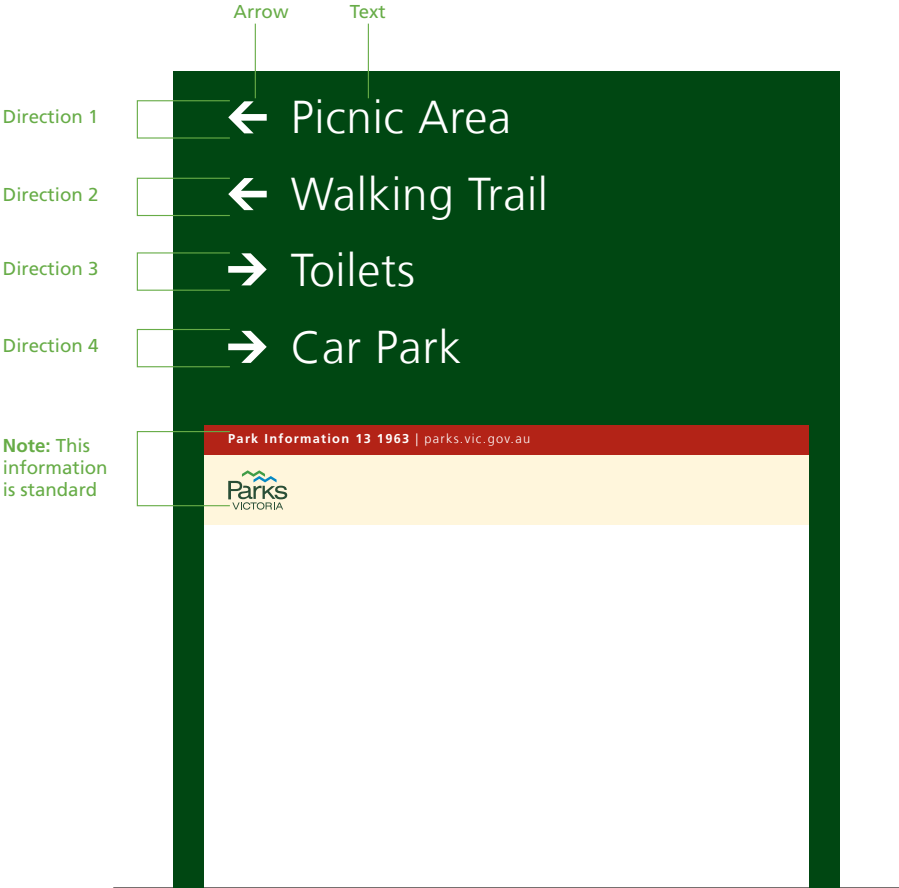 Arrow Text
Direction 1
Picnic Area
Direction 2
Walking Trail
Direction 3
Toilets
Direction 4
Car Park
Note: This
information
is standard
Park Information 13 1963 | parks.vic.gov.au
Parks
VICTORIA